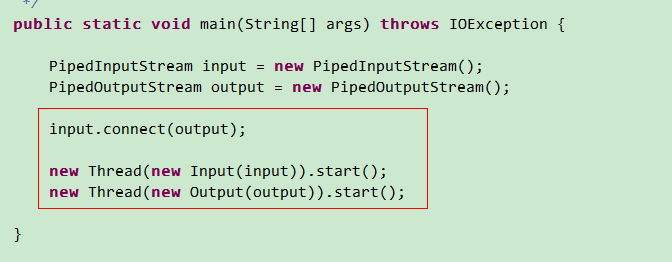 */
public static void main(String[] args) throws IOException {
PipedInputStream input = new PipedInputStream();
PipedOutputStream output = new PipedOutputStream();
input.connect(output);
new Thread(new Input(input)).start();
new Thread(new Output(output)).start();
}